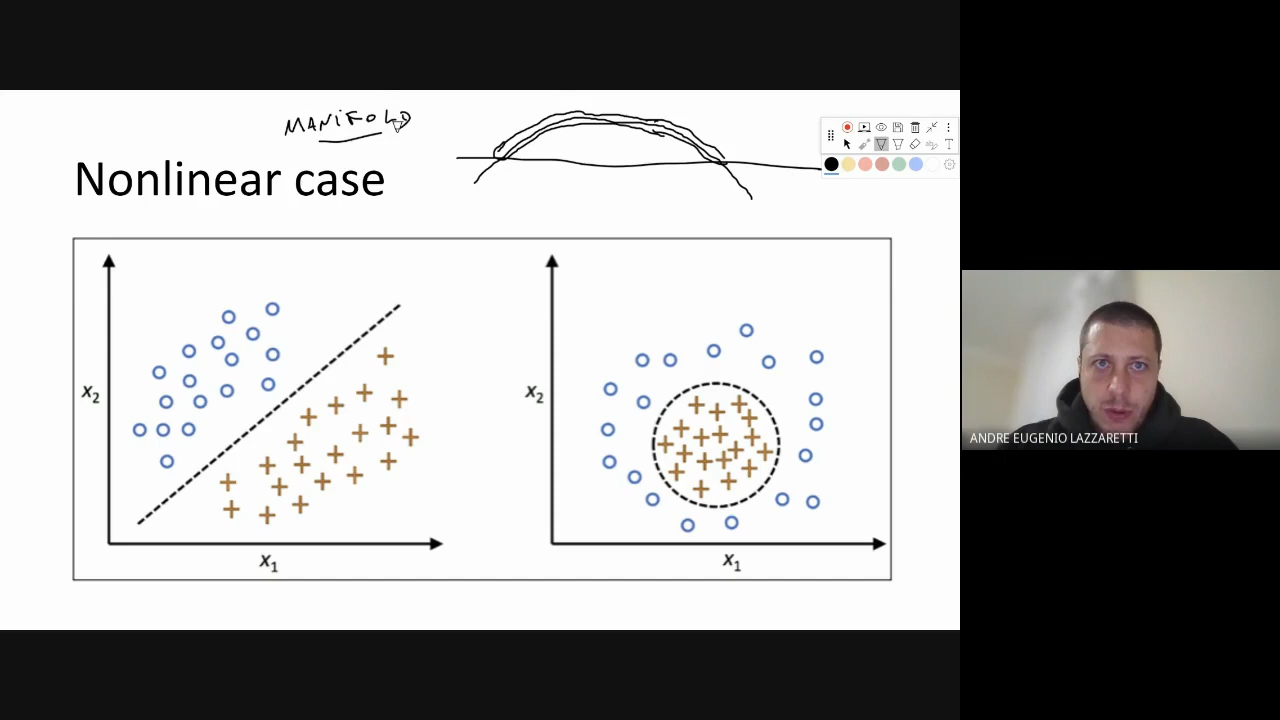 MANIFOLD
Nonlinear case
x2
x1
x2
x1
ANDRE EUGENIO LAZZARETTI